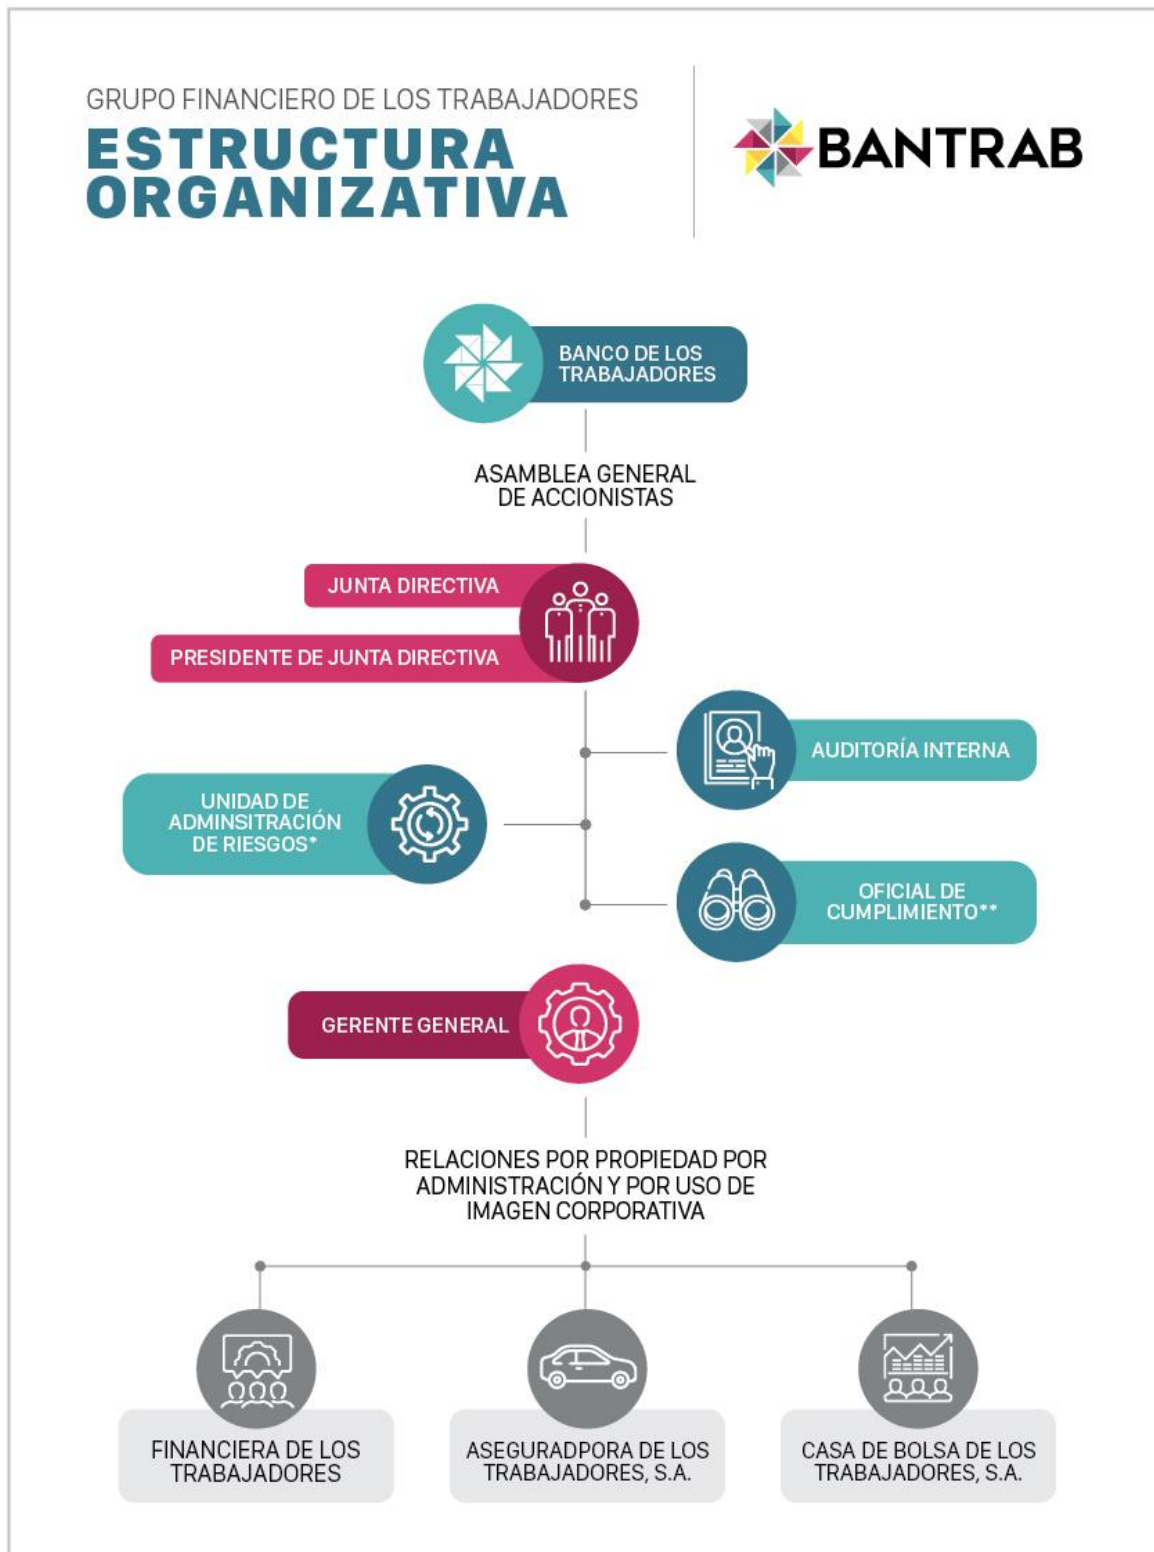 GRUPO FINANCIERO DE LOS TRABAJADORES
ESTRUCTURA
ORGANIZATIVA
BANTRAB
BANCO DE LOS
TRABAJADORES
ASAMBLEA GENERAL
DE ACCIONISTAS
JUNTA DIRECTIVA
PRESIDENTE DE JUNTA DIRECTIVA
AUDITORÍA INTERNA
UNIDAD DE
ADMINSITRACIÓN
DE RIESGOS*
OFICIAL DE
CUMPLIMIENTO**
GERENTE GENERAL
RELACIONES POR PROPIEDAD POR
ADMINISTRACIÓN Y POR USO DE
IMAGEN CORPORATIVA
FINANCIERA DE LOS
TRABAJADORES
ASEGURADPORA DE LOS
TRABAJADORES, S.A.
CASA DE BOLSA DE LOS
TRABAJADORES, S.A.